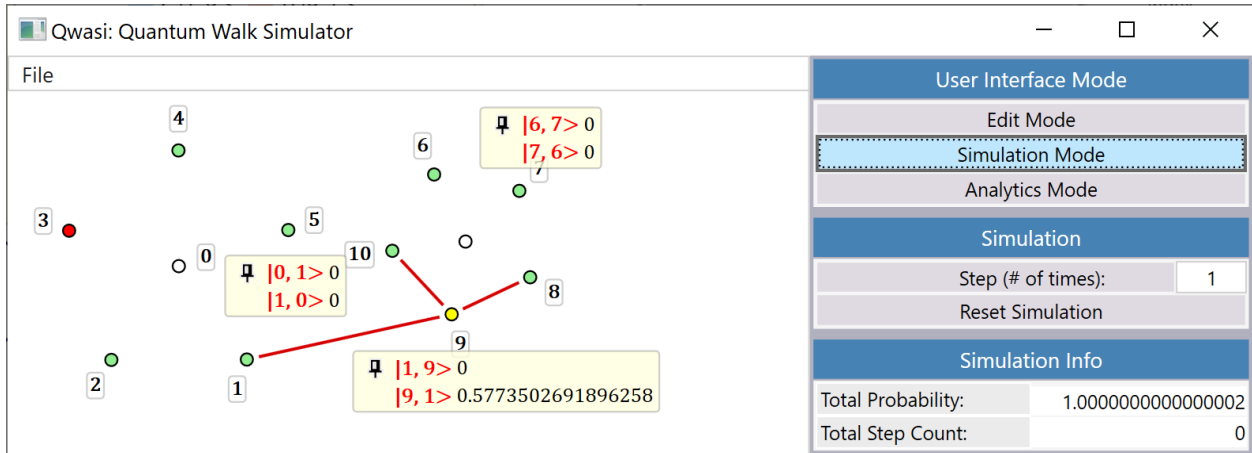 Qwasi: Quantum Walk Simulator
File
4
6
|6, 7> 0
|7, 6> 0
7
3
5
0
10
|0, 1> 0
|1, 0> 0
8
9
2
1
|1, 9> 0
|9, 1> 0.5773502691896258
User Interface Mode
Edit Mode
Simulation Mode
Analytics Mode
Simulation
Step (# of times): 1
Reset Simulation
Simulation Info
Total Probability: 1.0000000000000002
Total Step Count: 0